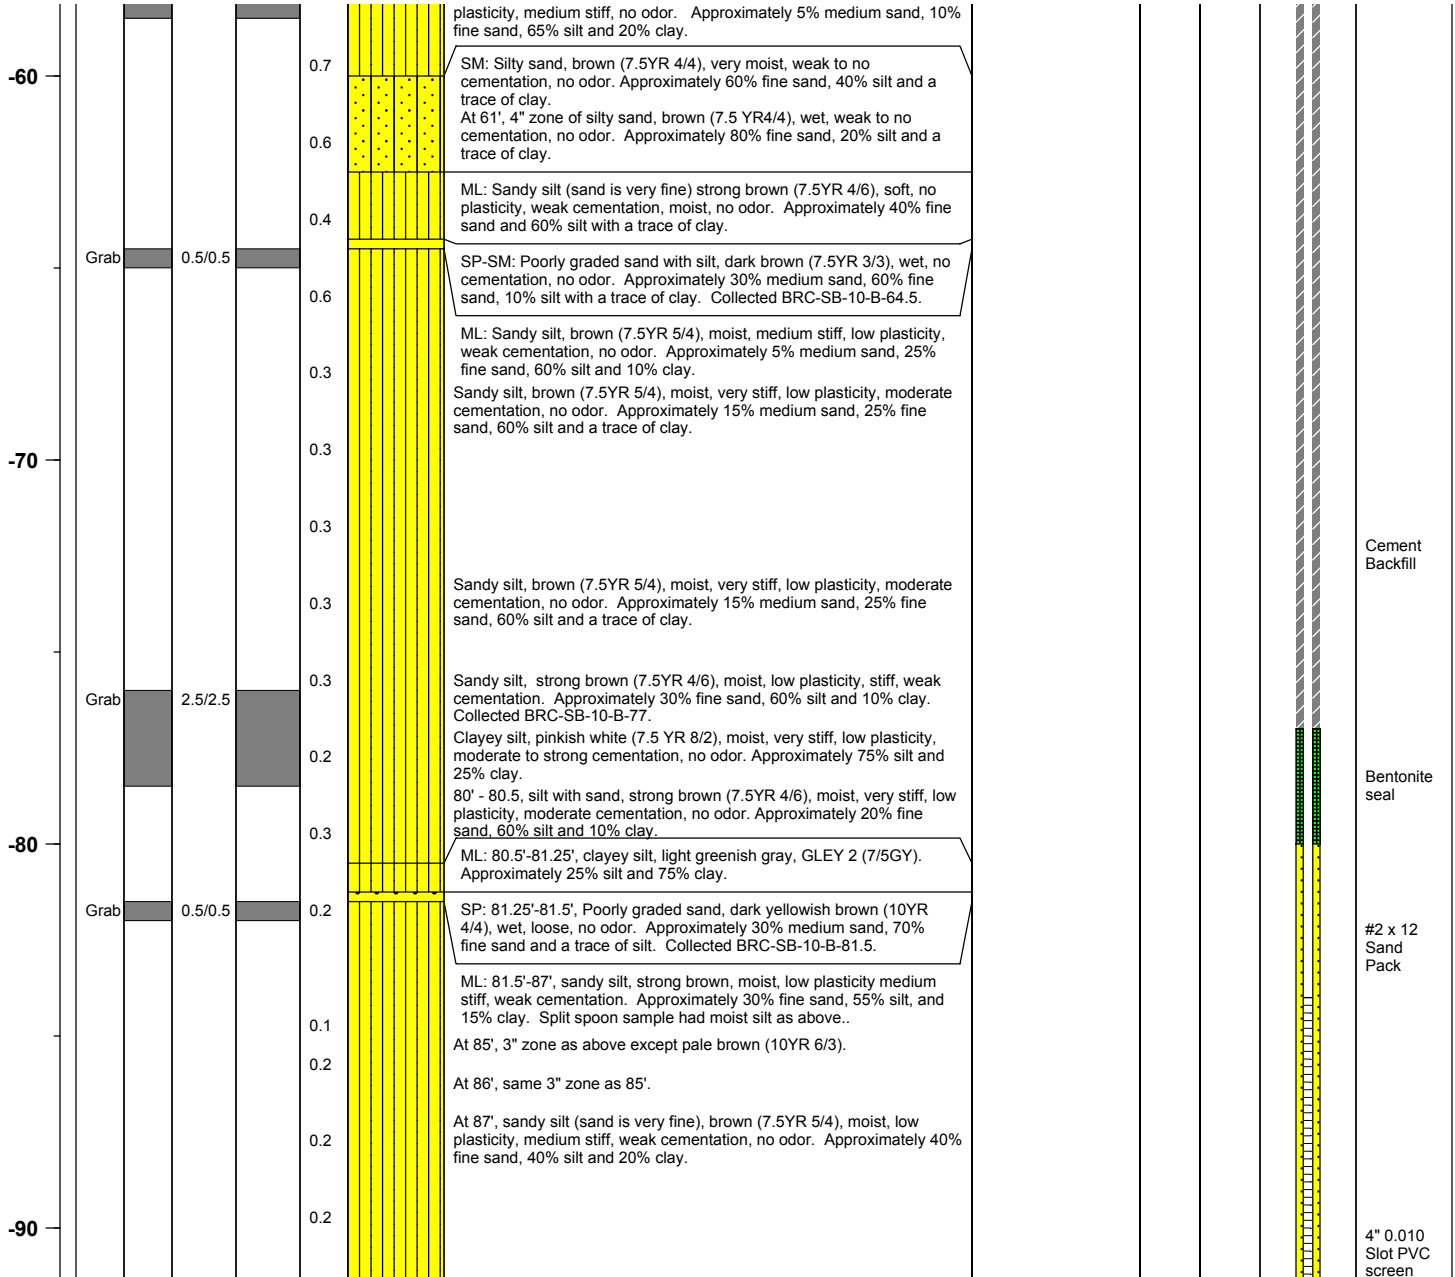 plasticity, medium stiff, no odor. Approximately 5% medium sand, 10%
fine sand, 65% silt and 20% clay.
0.7
-60
SM: Silty sand, brown (7.5YR 4/4), very moist, weak to no
cementation, no odor. Approximately 60% fine sand, 40% silt and a
trace of clay.
At 61', 4" zone of silty sand, brown (7.5 YR4/4), wet, weak to no
cementation, no odor. Approximately 80% fine sand, 20% silt and a
trace of clay.
0.6
ML: Sandy silt (sand is very fine) strong brown (7.5YR 4/6), soft, no
plasticity, weak cementation, moist, no odor. Approximately 40% fine
sand and 60% silt with a trace of clay.
0.4
Grab
0.5/0.5
SP-SM: Poorly graded sand with silt, dark brown (7.5YR 3/3), wet, no
cementation, no odor. Approximately 30% medium sand, 60% fine
sand, 10% silt with a trace of clay. Collected BRC-SB-10-B-64.5.
0.6
ML: Sandy silt, brown (7.5YR 5/4), moist, medium stiff, low plasticity,
weak cementation, no odor. Approximately 5% medium sand, 25%
fine sand, 60% silt and 10% clay.
0.3
Sandy silt, brown (7.5YR 5/4), moist, very stiff, low plasticity, moderate
cementation, no odor. Approximately 15% medium sand, 25% fine
sand, 60% silt and a trace of clay.
0.3
-70
0.3
Cement
Backfill
0.3
Sandy silt, brown (7.5YR 5/4), moist, very stiff, low plasticity, moderate
cementation, no odor. Approximately 15% medium sand, 25% fine
sand, 60% silt and a trace of clay.
0.3
Grab
2.5/2.5
Sandy silt, strong brown (7.5YR 4/6), moist, low plasticity, stiff, weak
cementation. Approximately 30% fine sand, 60% silt and 10% clay.
Collected BRC-SB-10-B-77.
0.2
Clayey silt, pinkish white (7.5 YR 8/2), moist, very stiff, low plasticity,
moderate to strong cementation, no odor. Approximately 75% silt and
25% clay.
Bentonite
seal
80' - 80.5, silt with sand, strong brown (7.5YR 4/6), moist, very stiff, low
plasticity, moderate cementation, no odor. Approximately 20% fine
sand, 60% silt and 10% clay.
0.3
-80
ML: 80.5'-81.25', clayey silt, light greenish gray, GLEY 2 (7/5GY).
Approximately 25% silt and 75% clay.
Grab
0.5/0.5
0.2
SP: 81.25'-81.5', Poorly graded sand, dark yellowish brown (10YR
4/4), wet, loose, no odor. Approximately 30% medium sand, 70%
fine sand and a trace of silt. Collected BRC-SB-10-B-81.5.
#2 x 12
Sand
Pack
ML: 81.5'-87', sandy silt, strong brown, moist, low plasticity medium
stiff, weak cementation. Approximately 30% fine sand, 55% silt, and
15% clay. Split spoon sample had moist silt as above..
0.1
At 85', 3" zone as above except pale brown (10YR 6/3).
0.2
At 86', same 3" zone as 85'.
At 87', sandy silt (sand is very fine), brown (7.5YR 5/4), moist, low
plasticity, medium stiff, weak cementation, no odor. Approximately 40%
fine sand, 40% silt and 20% clay.
0.2
0.2
-90
4" 0.010
Slot PVC
screen